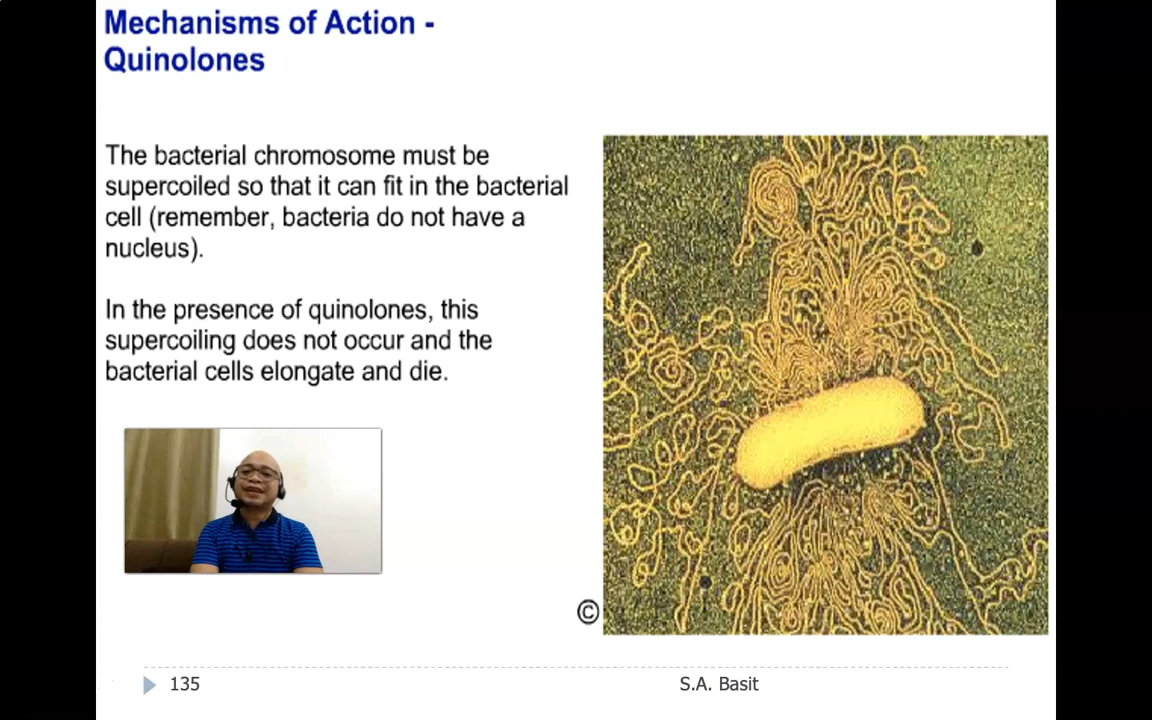 Mechanisms of Action -
Quinolones
The bacterial chromosome must be
supercoiled so that it can fit in the bacterial
cell (remember, bacteria do not have a
nucleus).
In the presence of quinolones, this
supercoiling does not occur and the
bacterial cells elongate and die.
©
135
S.A. Basit